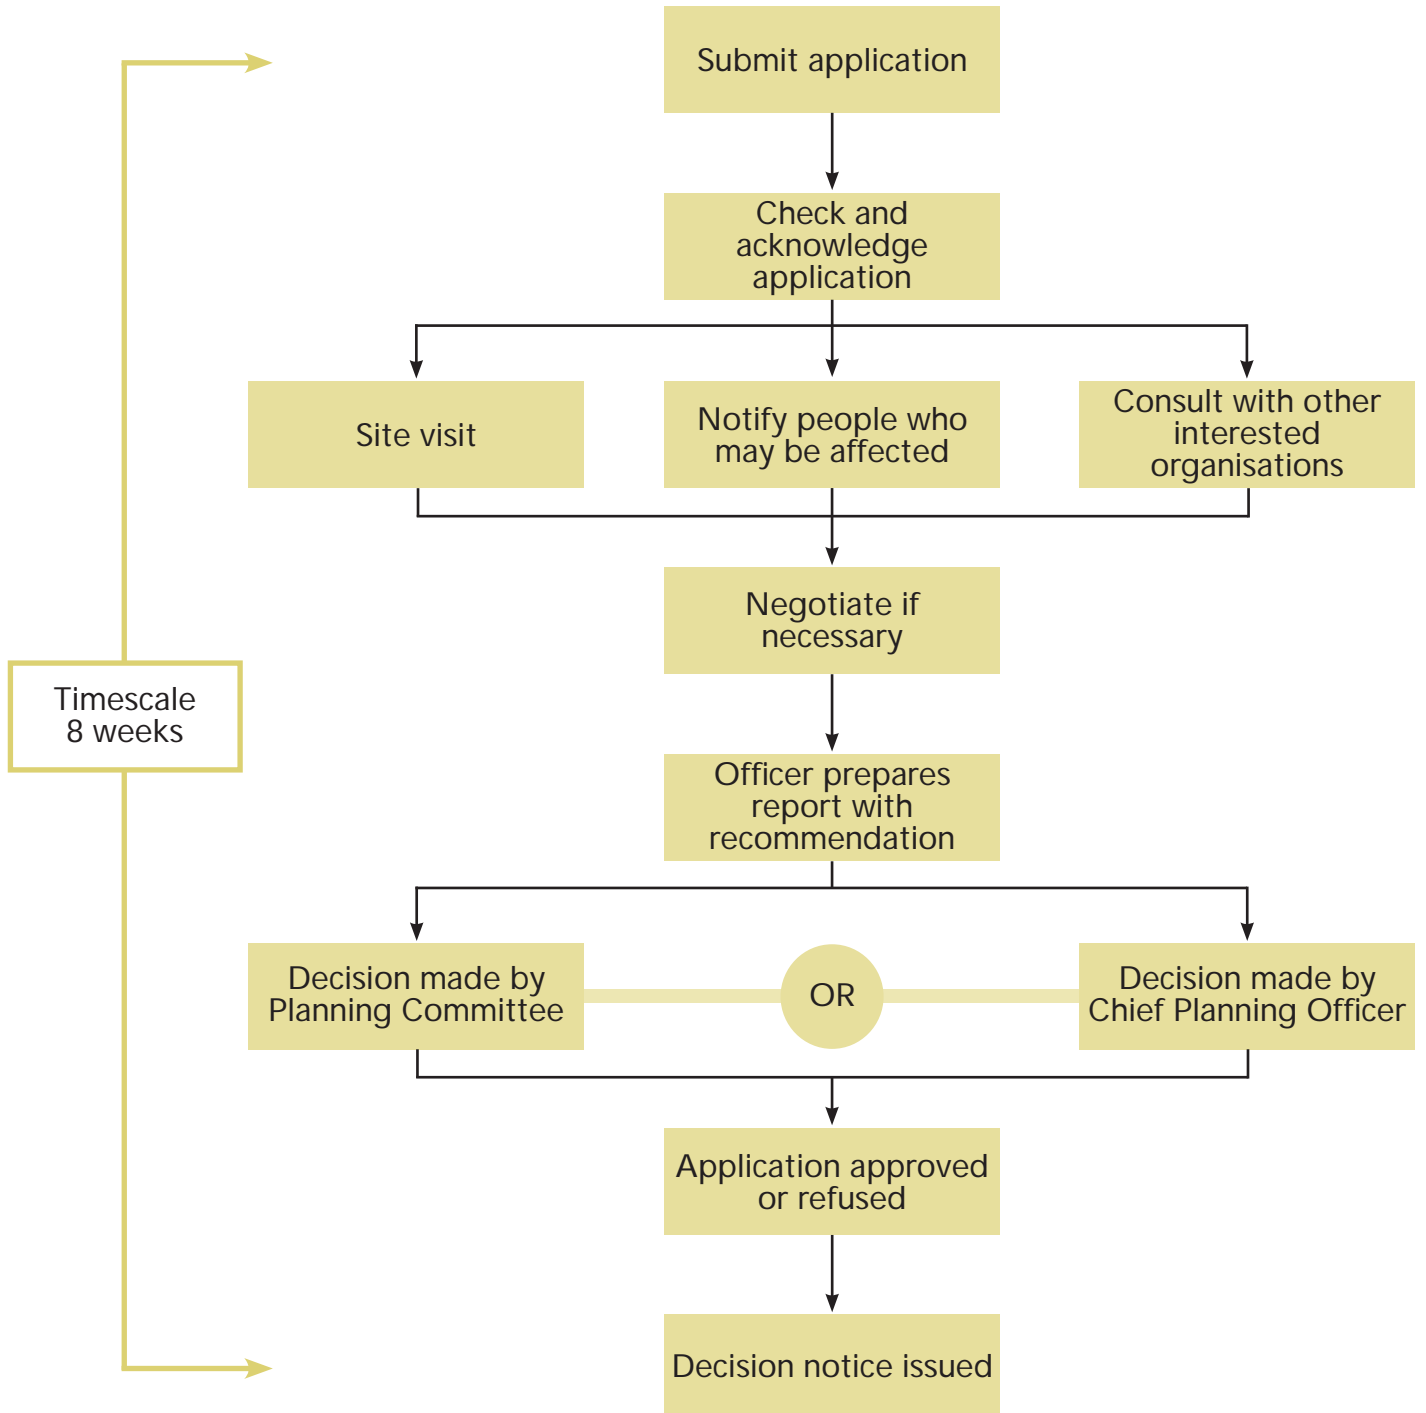 Submit application
Check and
acknowledge
application
Site visit
Notify people who
may be affected
Consult with other
interested
organisations
Negotiate if
necessary
Timescale
8 weeks
Officer prepares
report with
recommendation
Decision made by
Planning Committee
OR
Decision made by
Chief Planning Officer
Application approved
or refused
Decision notice issued